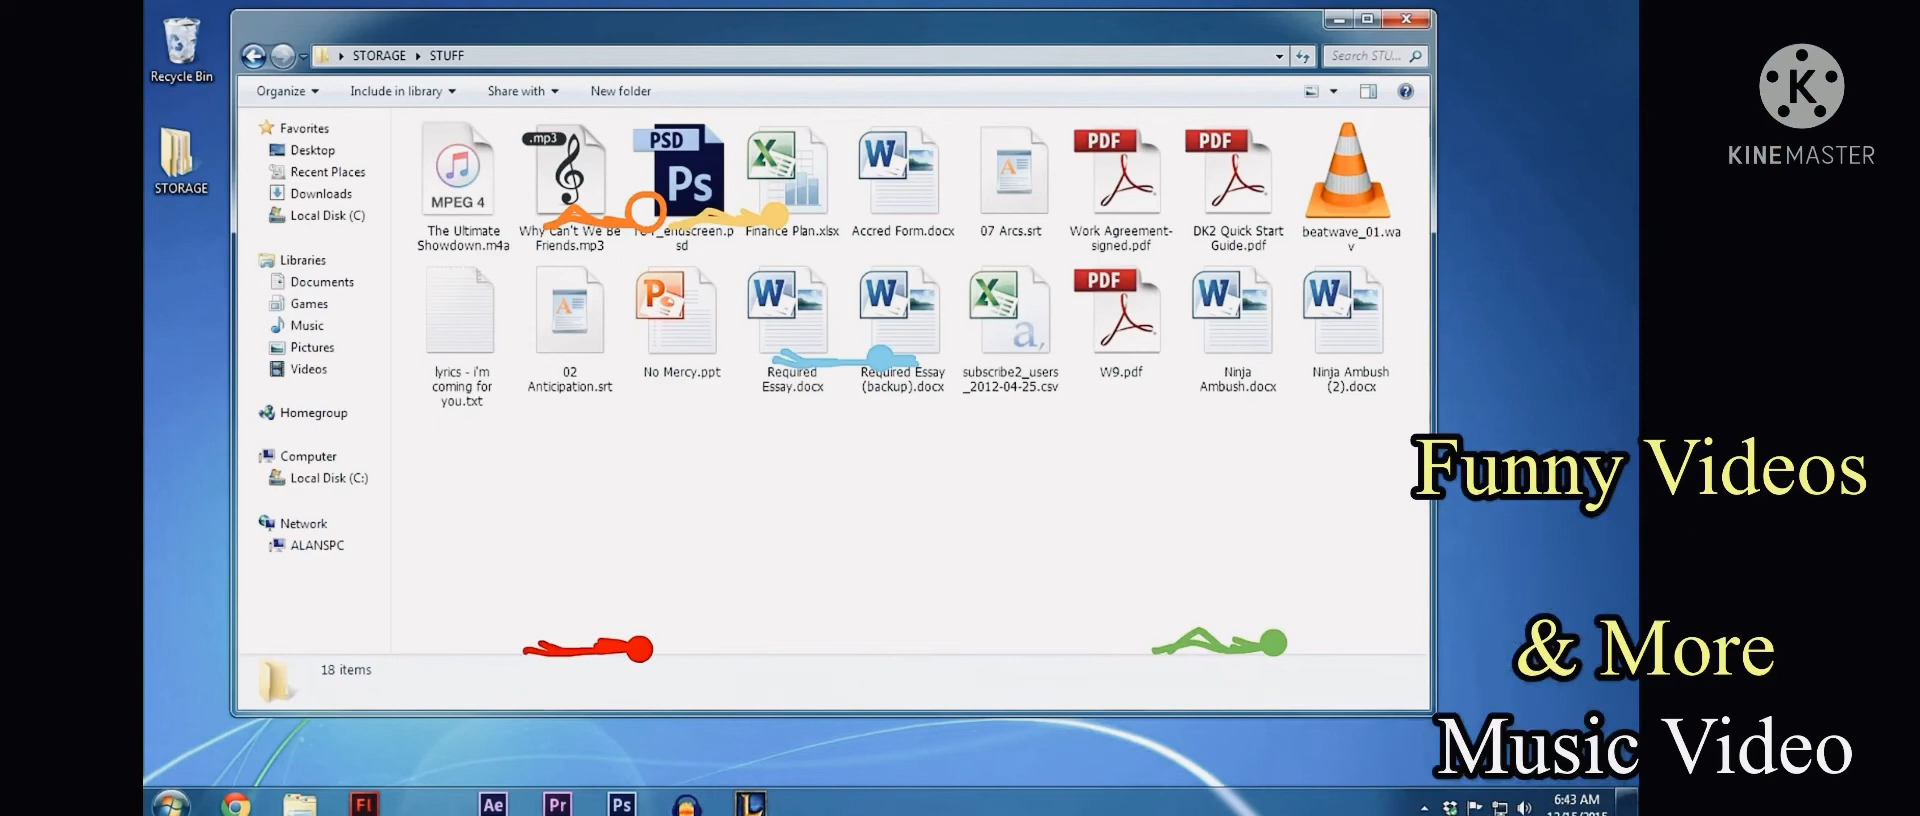 Recycle Bin
STORAGE
STORAGE
STUFF
Search STU...
Organize
Include in library
Share with
New folder
Favorites
Desktop
Recent Places
Downloads
Local Disk (C)
Libraries
Documents
Games
Music
Pictures
Videos
Homegroup
Computer
Local Disk (C:)
Network
ALANSPC
MPEG 4
.mp3
PSD
Ps
PDF
PDF
The Ultimate
Showdown.m4a
Why Can't We Be
Friends.mp3
_endscreen.p
sd
Finance Plan.xlsx
Accred Form.docx
07 Arcs.srt
Work Agreement-
signed.pdf
DK2 Quick Start
Guide.pdf
beatwave_01.wa
v
PDF
lyrics - i'm
coming for
you.txt
02
Anticipation.srt
No Mercy.ppt
Required
Essay.docx
Required Essay
(backup).docx
subscribe2_users
_2012-04-25.csv
W9.pdf
Ninja
Ambush.docx
Ninja Ambush
(2).docx
18 items
Fl
Ae
Pr
Ps
L
6:43 AM
K
KINEMASTER
Funny Videos
& More
Music Video